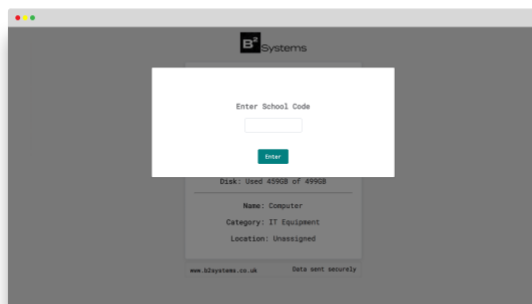 B² Systems
Enter School Code
Enter
Disk: Used 459GB of 499GB
Name: Computer
Category: IT Equipment
Location: Unassigned
www.b2systems.co.uk Data sent securely